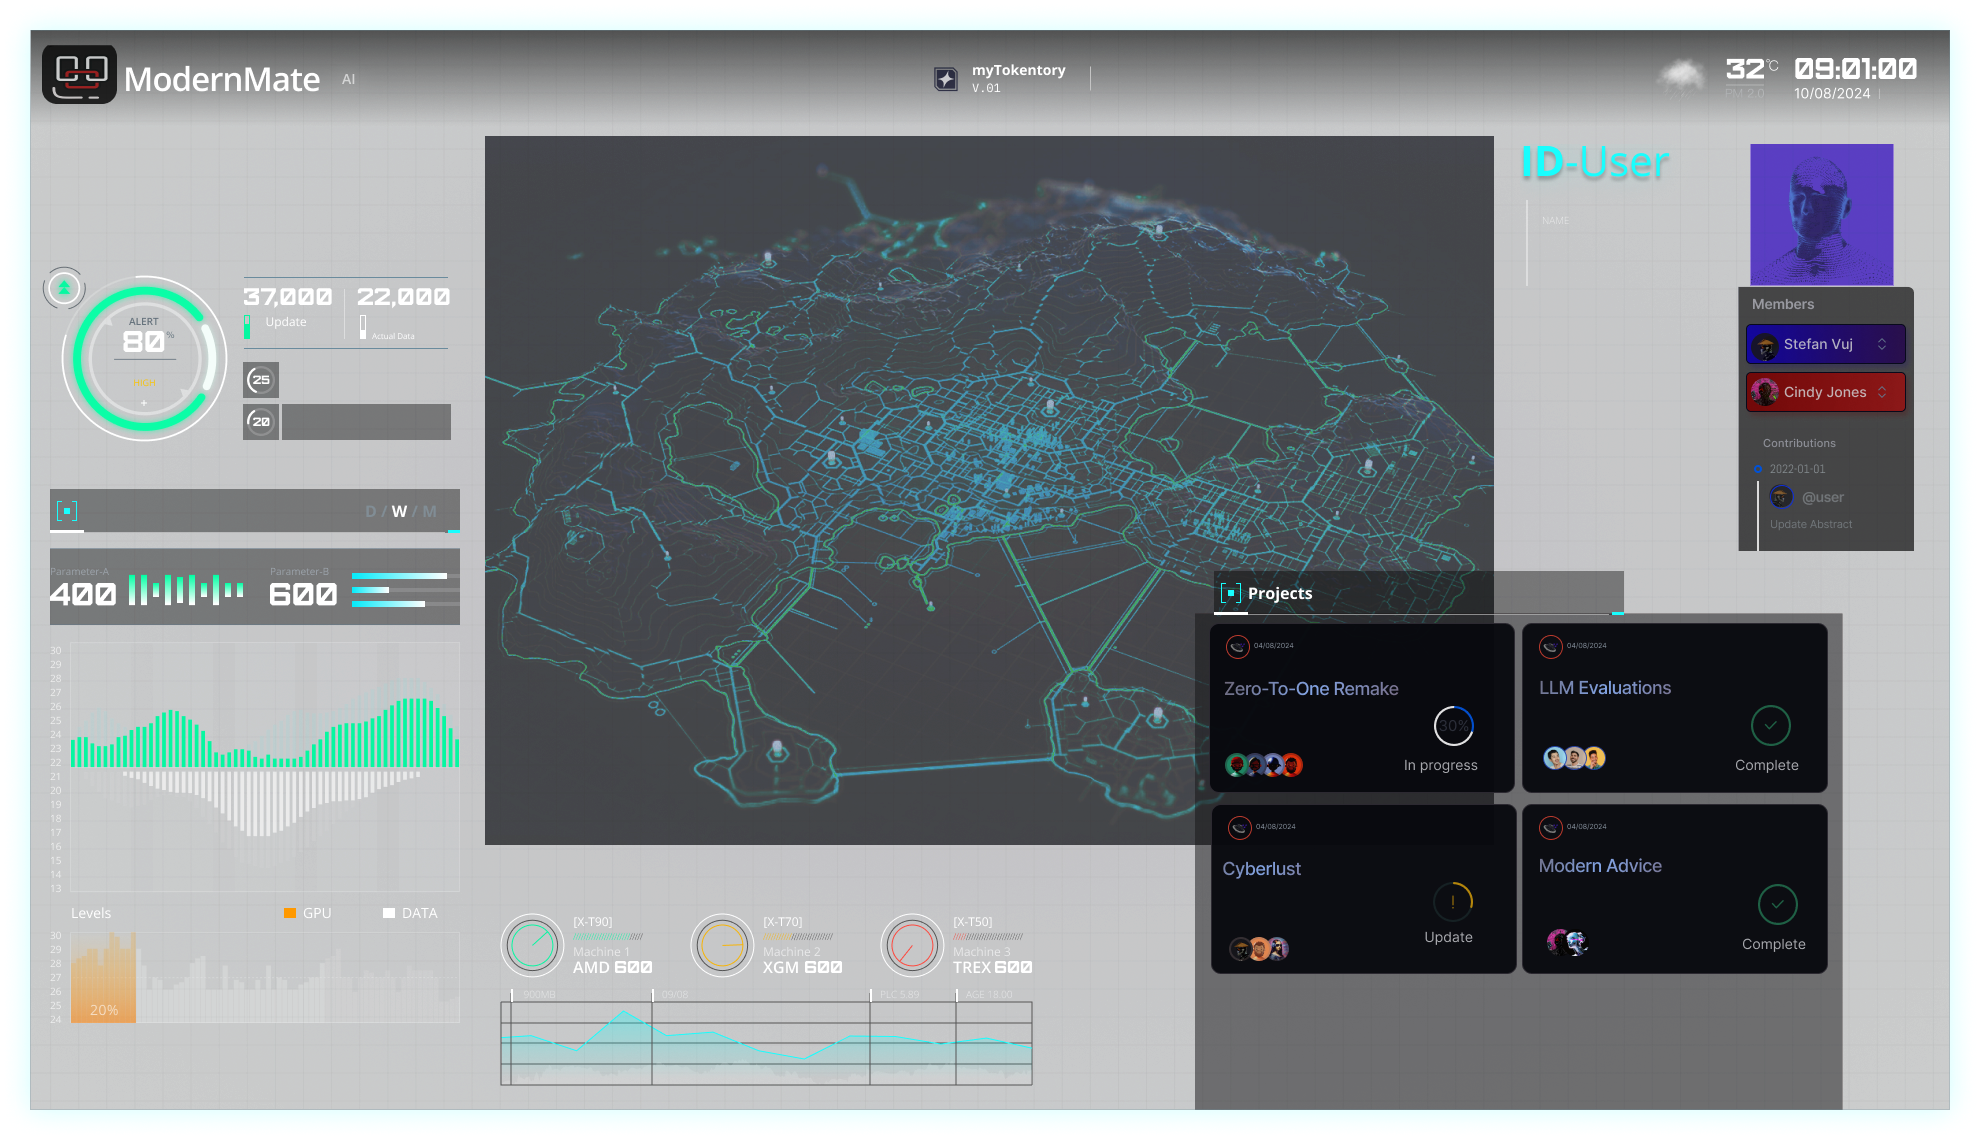 ModernMate AI
myTokentory
V.01
32°C
PM 2.0
09:01:00
10/08/2024
ALERT
80%
HIGH
37,000
Update
22,000
Actual Data
25
20
D / W / M
Parameter-A
400
Parameter-B
600
30
29
28
27
26
25
24
23
22
21
20
19
18
17
16
15
14
13
Levels
GPU
DATA
30
29
28
27
26
25
24
20%
[X-T90]
Machine 1
AMD 600
[X-T70]
Machine 2
XGM 600
[X-T50]
Machine 3
TREX 600
900MB
09/08
PLC 5.89
AGE 18.00
ID-User
NAME
Members
Stefan Vuj
Cindy Jones
Contributions
2022-01-01
@user
Update Abstract
Projects
04/08/2024
Zero-To-One Remake
30%
In progress
04/08/2024
LLM Evaluations
Complete
04/08/2024
Cyberlust
!
Update
04/08/2024
Modern Advice
Complete